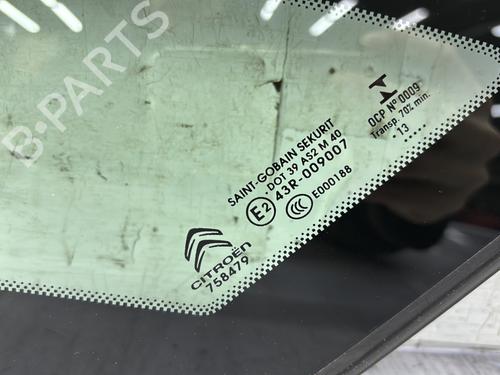 B-PARTS
OCP Nº 0009
Transp. 70% min.
. 13 ....
SAINT-GOBAIN SEKURIT
. DOT 39 AS2 M 40
E2 43R-009007
CCC E000188
CITROËN
758479